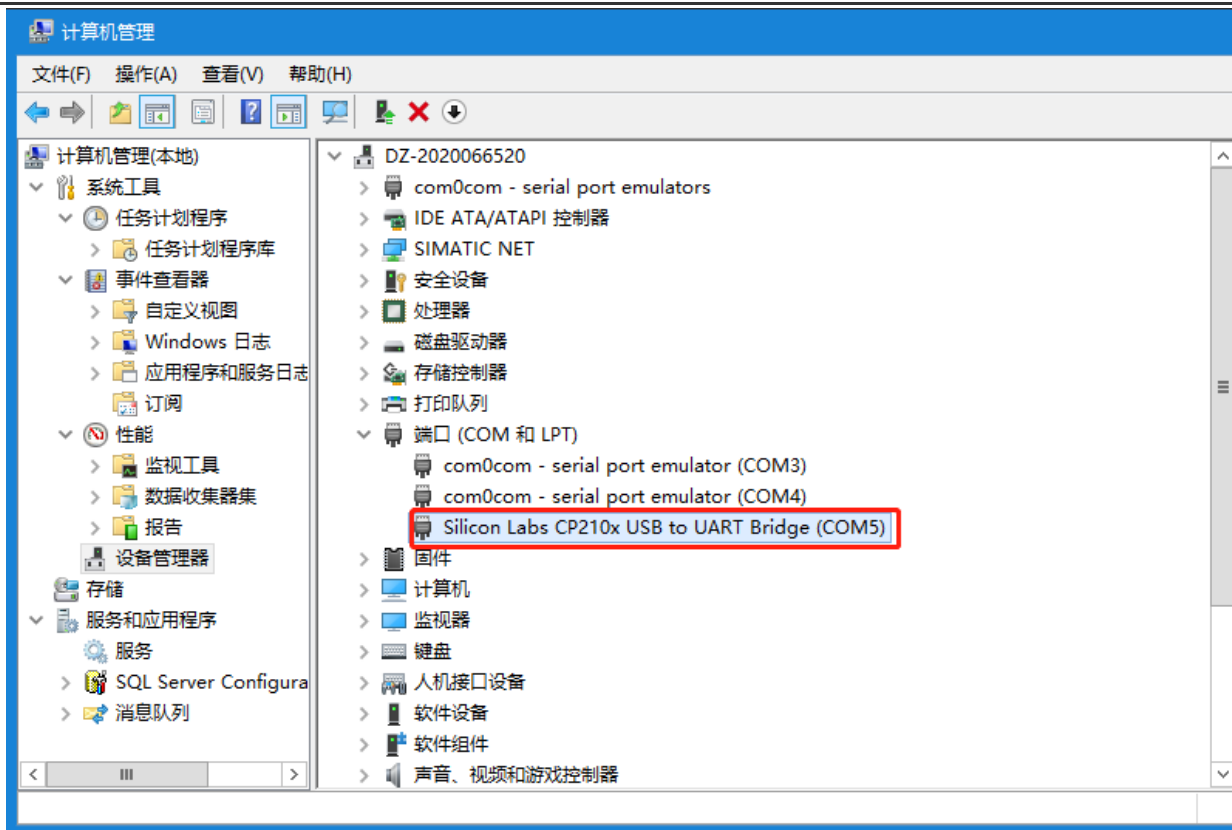 计算机管理
文件(F) 操作(A) 查看(V) 帮助(H)
计算机管理(本地)
系统工具
任务计划程序
任务计划程序库
事件查看器
自定义视图
Windows 日志
应用程序和服务日志
订阅
性能
监视工具
数据收集器集
报告
设备管理器
存储
服务和应用程序
服务
SQL Server Configura
消息队列
DZ-2020066520
com0com - serial port emulators
IDE ATA/ATAPI 控制器
SIMATIC NET
安全设备
处理器
磁盘驱动器
存储控制器
打印队列
端口 (COM 和 LPT)
com0com - serial port emulator (COM3)
com0com - serial port emulator (COM4)
Silicon Labs CP210x USB to UART Bridge (COM5)
固件
计算机
监视器
键盘
人机接口设备
软件设备
软件组件
声音、视频和游戏控制器